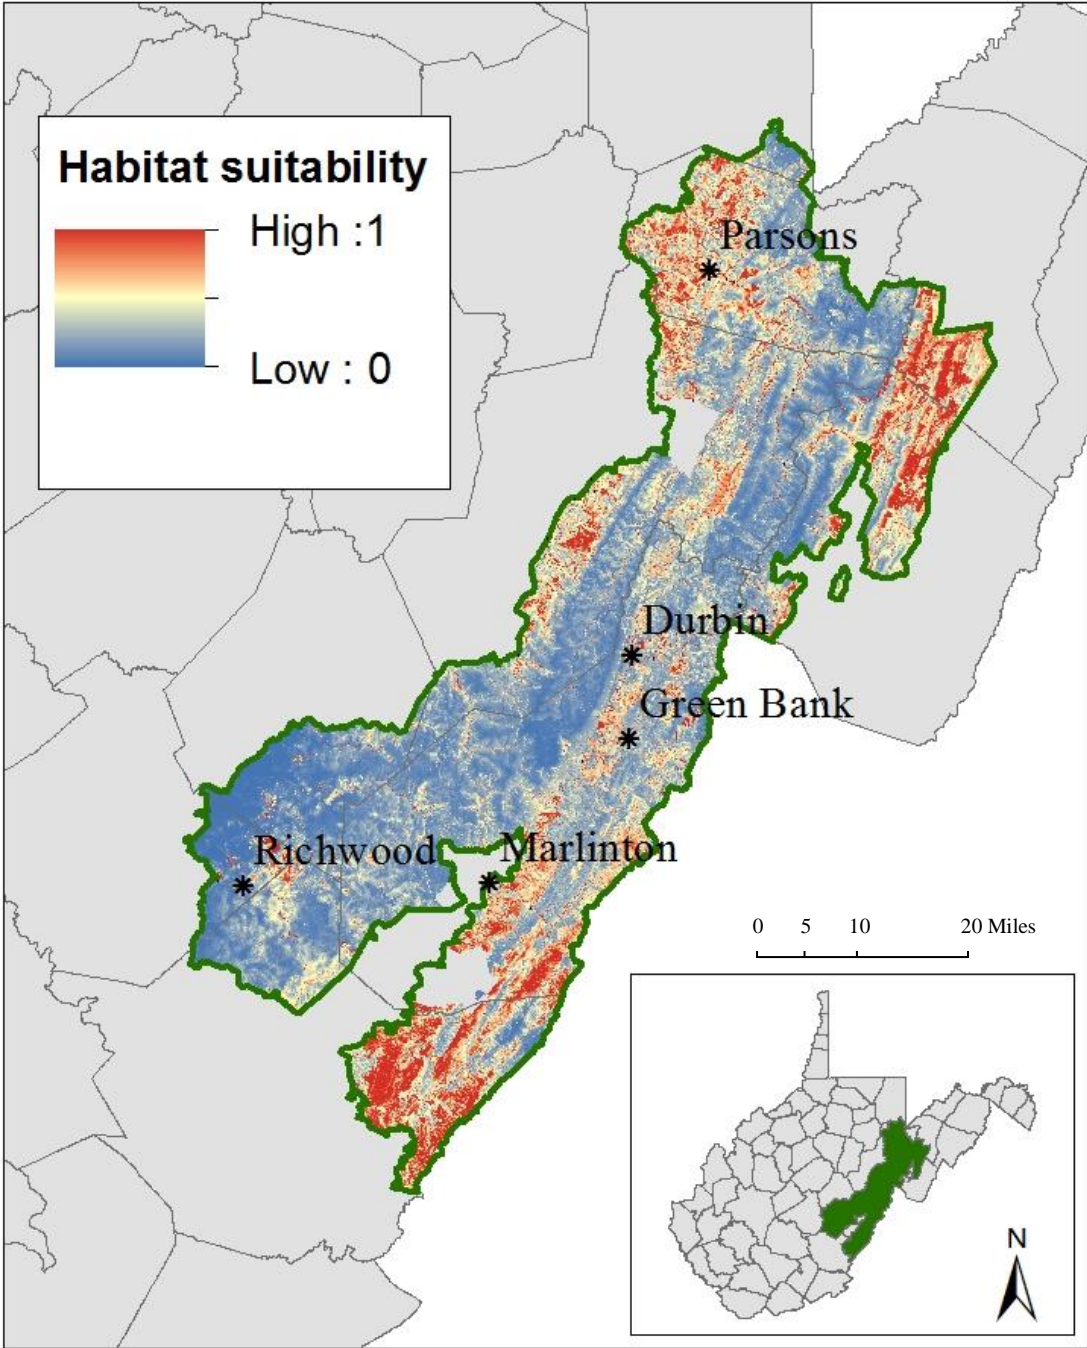 Habitat suitability
High :1
Low : 0
Parsons
Durbin
Green Bank
Richwood
Marlinton
0 5 10 20 Miles
N